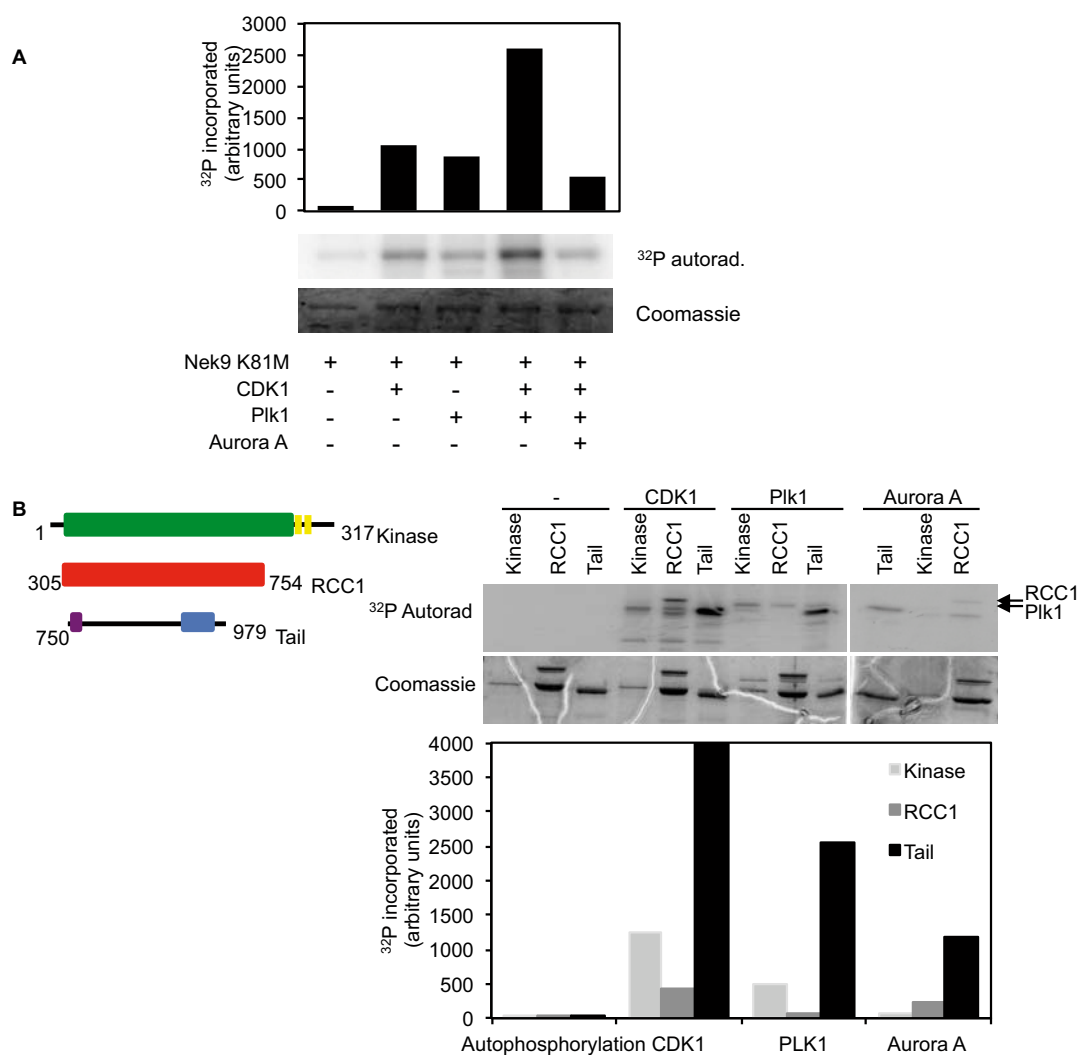 A
3000
2500
2000
1500
1000
500
0
³²P incorporated
(arbitrary units)
³²P autorad.
Coomassie
Nek9 K81M + + + + +
CDK1 - + - + +
Plk1 - - + + +
Aurora A - - - - +
B
1
317 Kinase
305
754 RCC1
750
979 Tail
- CDK1 Plk1 Aurora A
Kinase RCC1 Tail Kinase RCC1 Tail Kinase RCC1 Tail Tail Kinase RCC1
³²P Autorad
RCC1
Plk1
Coomassie
4000
3500
3000
2500
2000
1500
1000
500
0
³²P incorporated
(arbitrary units)
Kinase
RCC1
Tail
Autophosphorylation CDK1 PLK1 Aurora A